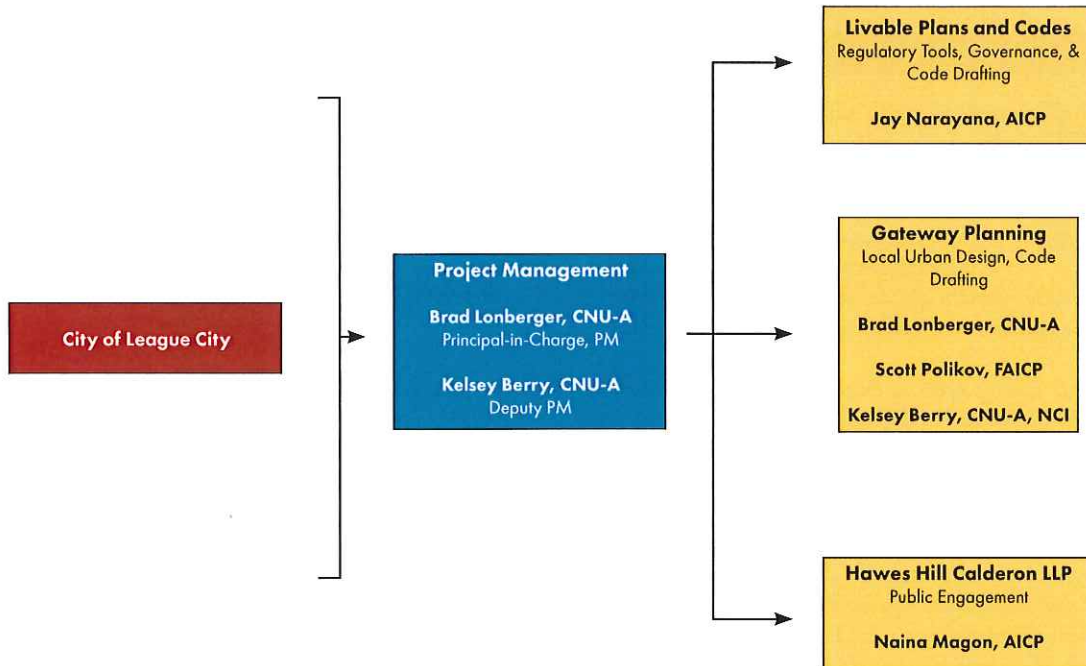 City of League City
Project Management
Brad Lonberger, CNU-A
Principal-in-Charge, PM
Kelsey Berry, CNU-A
Deputy PM
Livable Plans and Codes
Regulatory Tools, Governance, &
Code Drafting
Jay Narayana, AICP
Gateway Planning
Local Urban Design, Code
Drafting
Brad Lonberger, CNU-A
Scott Polikov, FAICP
Kelsey Berry, CNU-A, NCI
Hawes Hill Calderon LLP
Public Engagement
Naina Magon, AICP